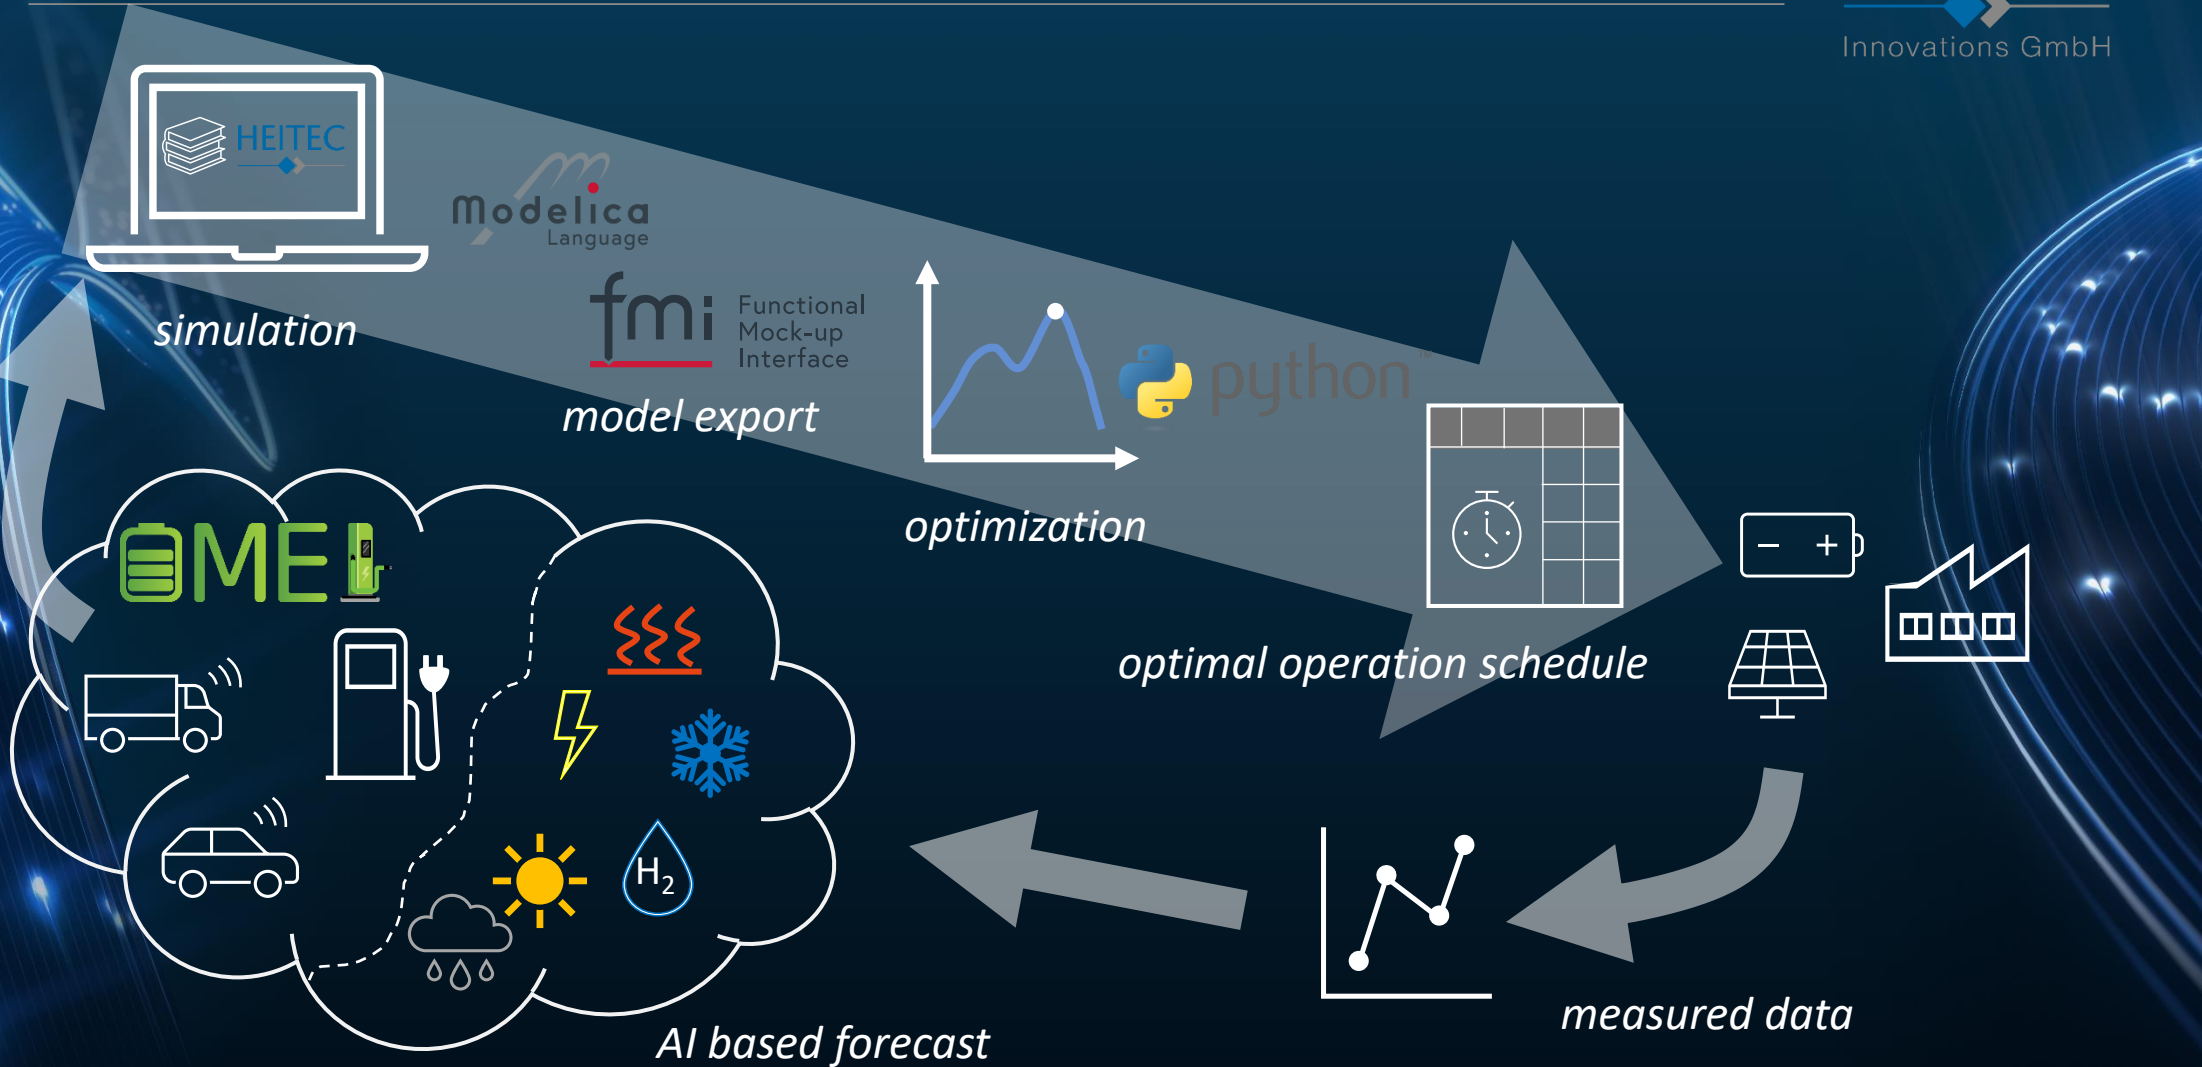 Innovations GmbH
HEITEC
Modelica
Language
fmi Functional
Mock-up
Interface
simulation
model export
python
optimization
OMEI
optimal operation schedule
H₂
measured data
AI based forecast